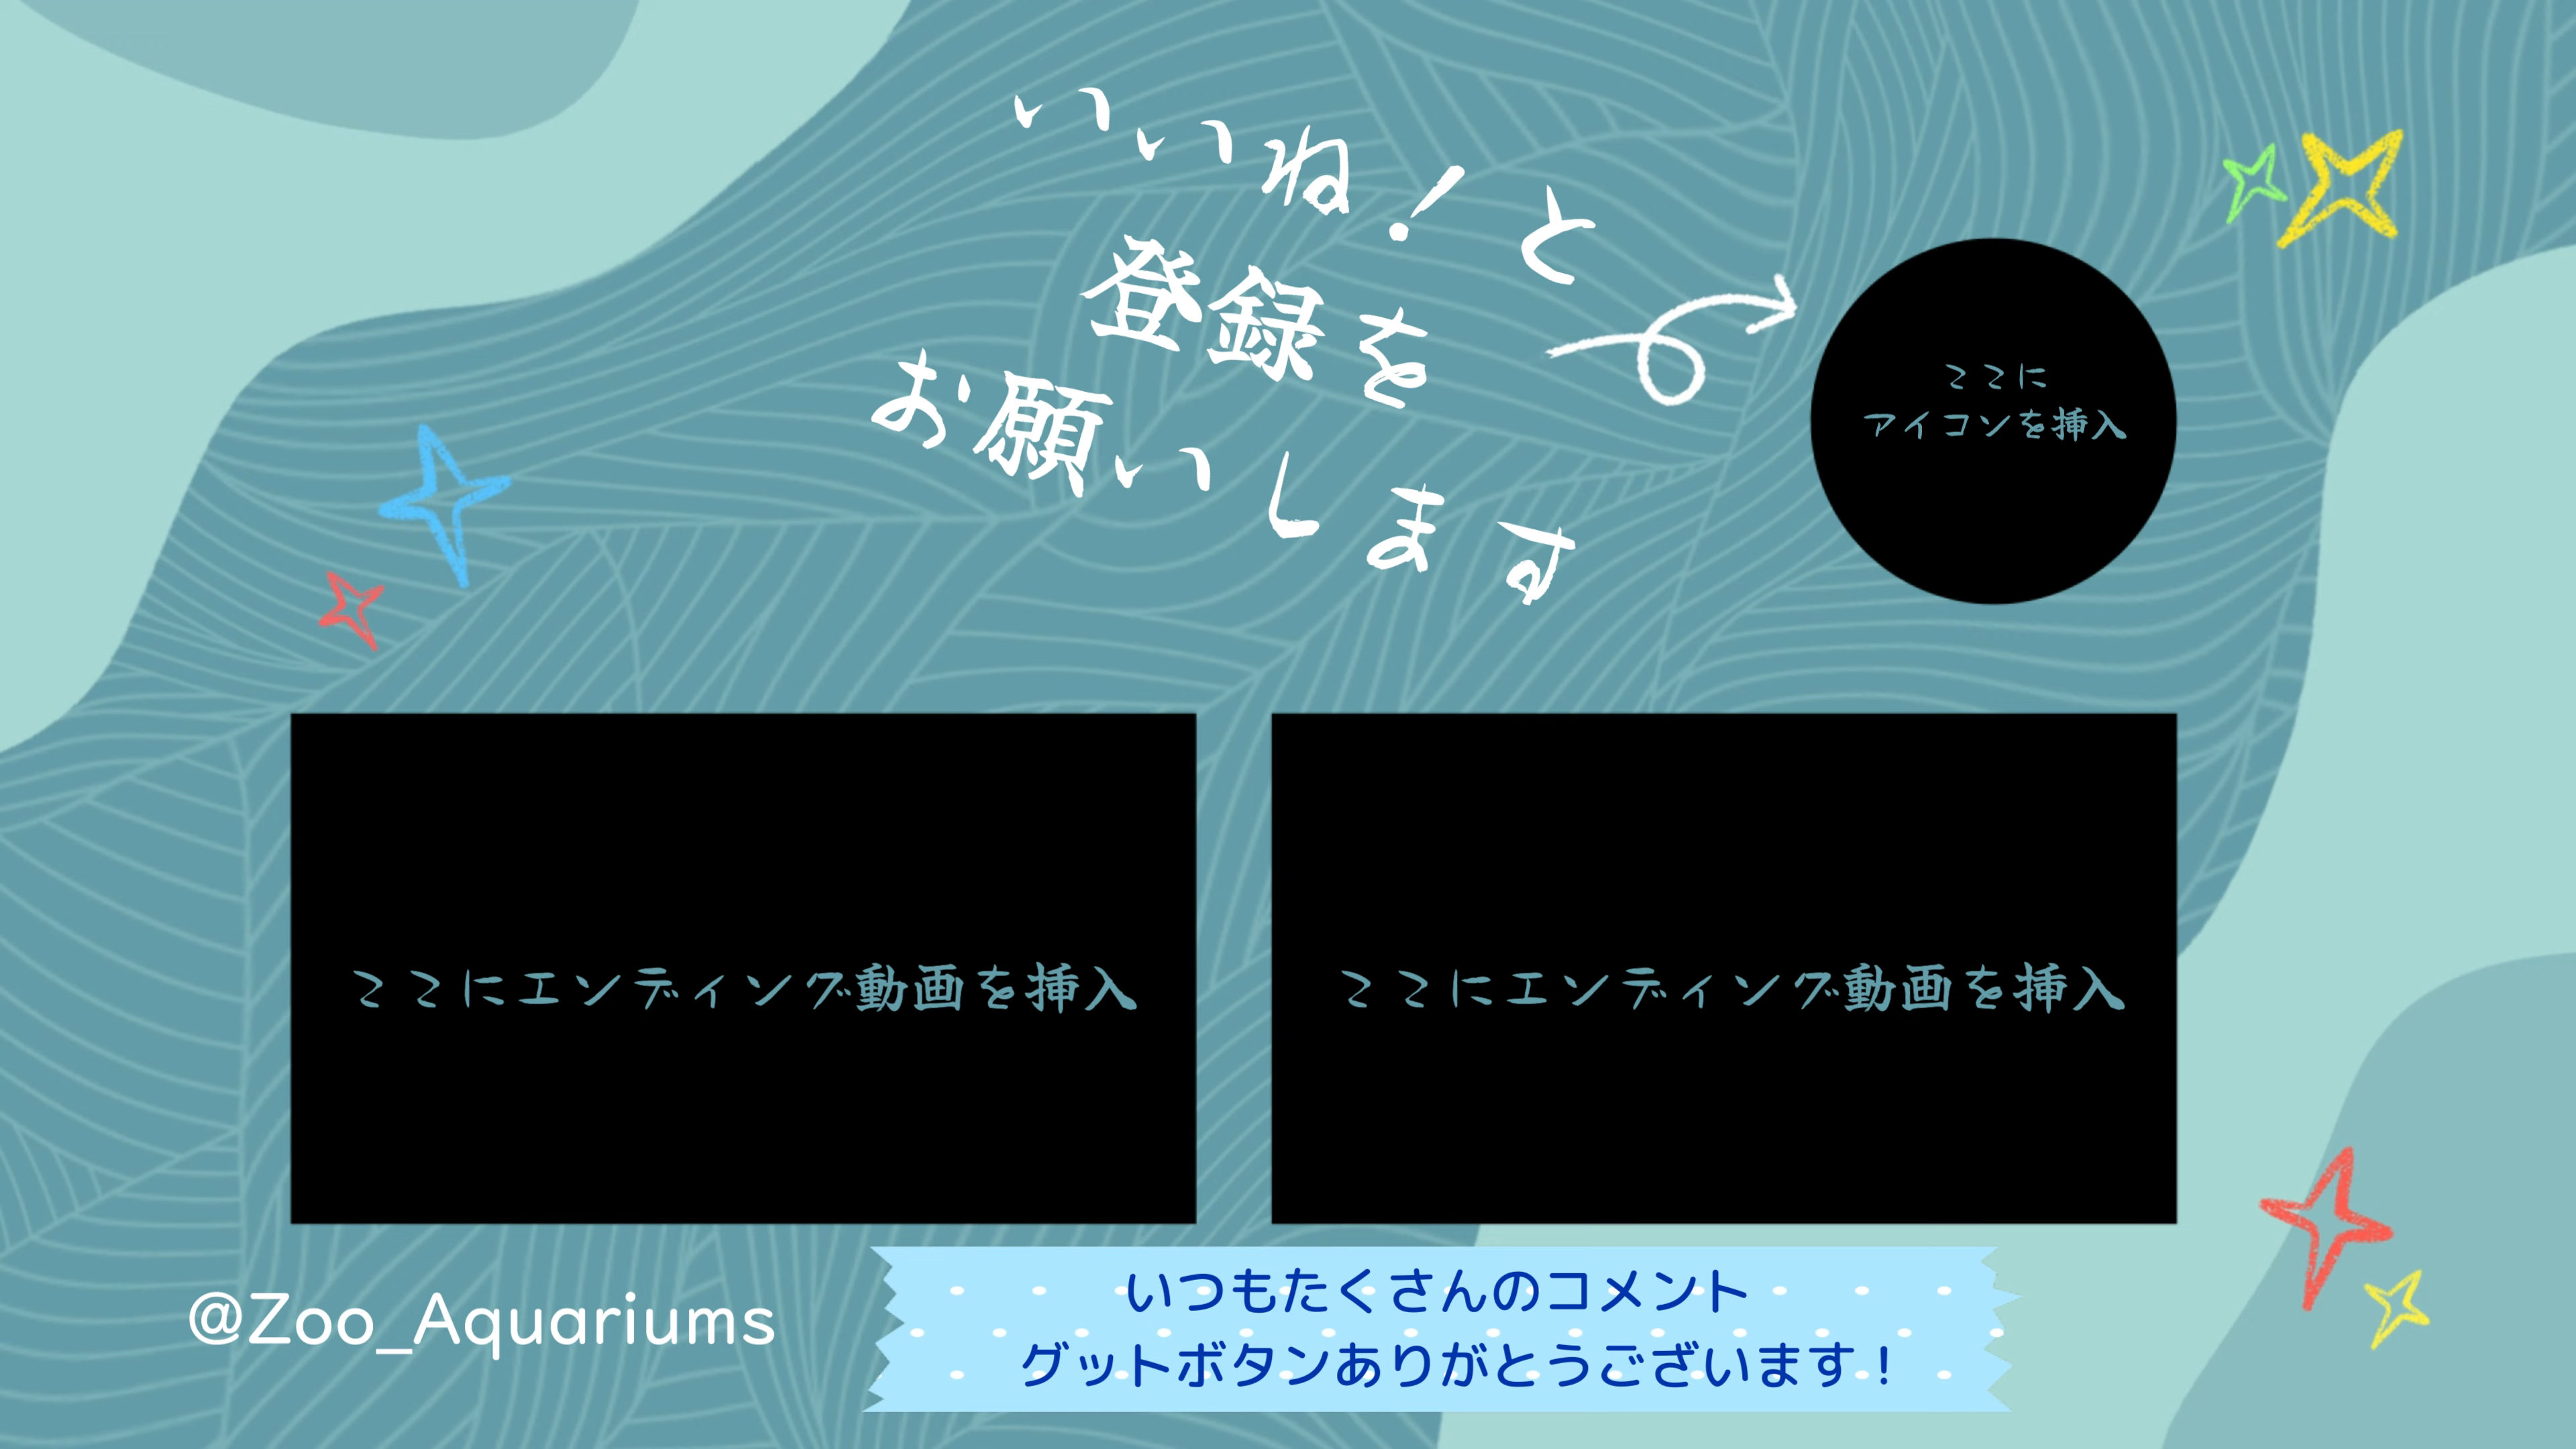 いいね！と
登録を
お願いします
ここに
アイコンを挿入
ここにエンディング動画を挿入
ここにエンディング動画を挿入
@Zoo_Aquariums
いつもたくさんのコメント
グットボタンありがとうございます！